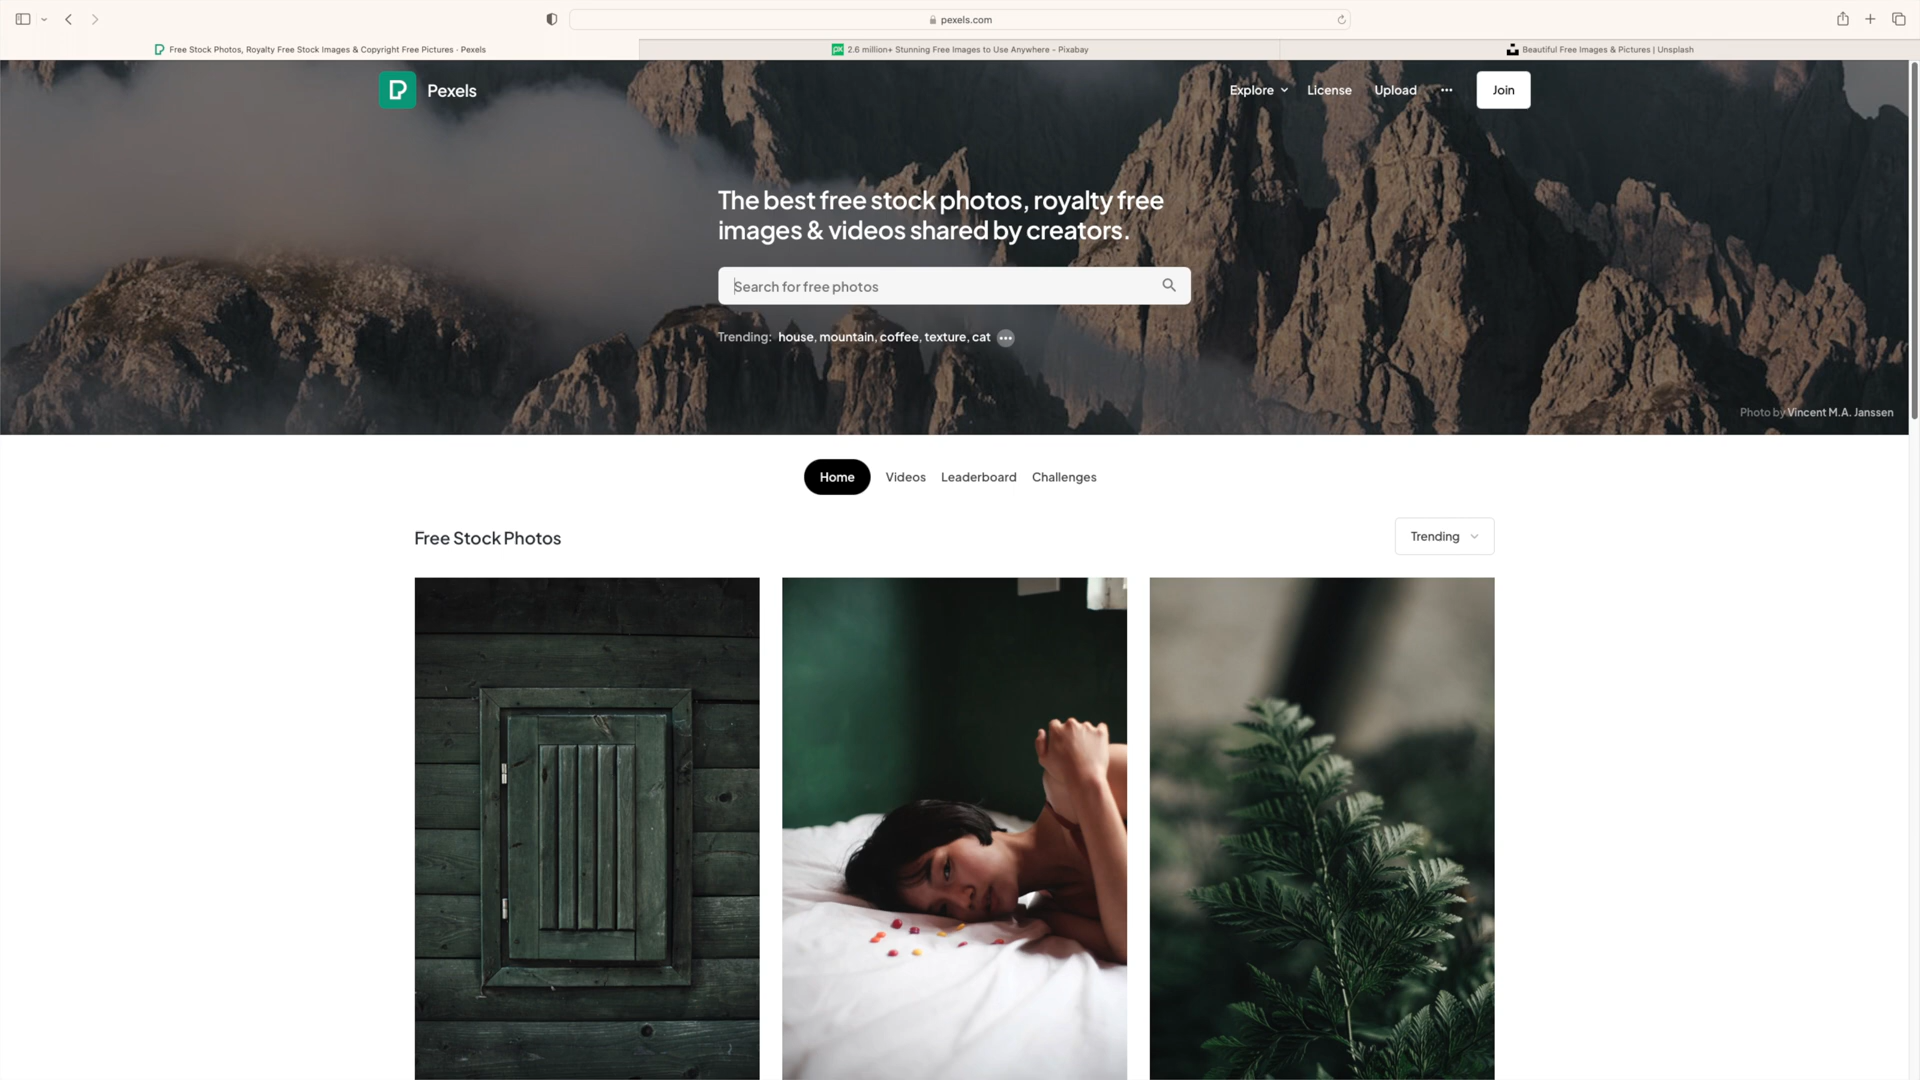 pexels.com
Free Stock Photos, Royalty Free Stock Images & Copyright Free Pictures · Pexels
2.6 million+ Stunning Free Images to Use Anywhere - Pixabay
Beautiful Free Images & Pictures | Unsplash
Pexels
Explore
License
Upload
Join
The best free stock photos, royalty free
images & videos shared by creators.
Search for free photos
Trending: house, mountain, coffee, texture, cat
Photo by Vincent M.A. Janssen
Home
Videos
Leaderboard
Challenges
Free Stock Photos
Trending